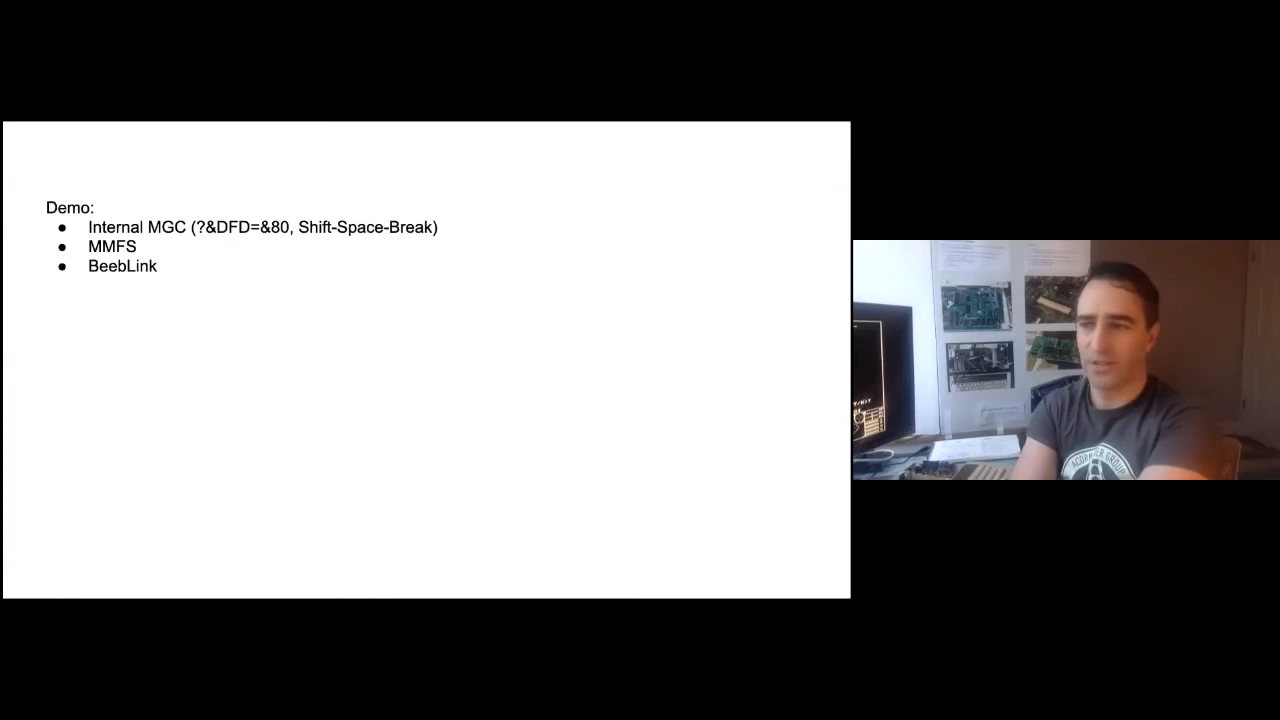 Demo:
● Internal MGC (?&DFD=&80, Shift-Space-Break)
● MMFS
● BeebLink